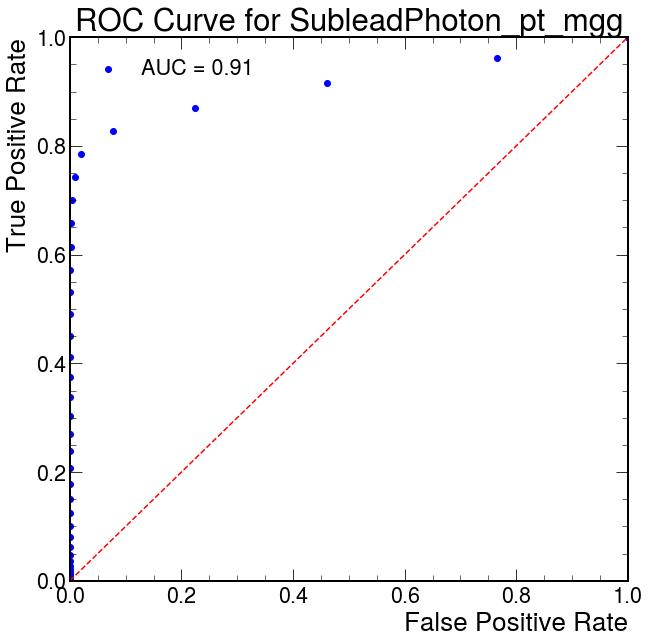 ROC Curve for SubleadPhoton_pt_mgg
AUC = 0.91
True Positive Rate
1.0
0.8
0.6
0.4
0.2
0.0
0.0 0.2 0.4 0.6 0.8 1.0
False Positive Rate